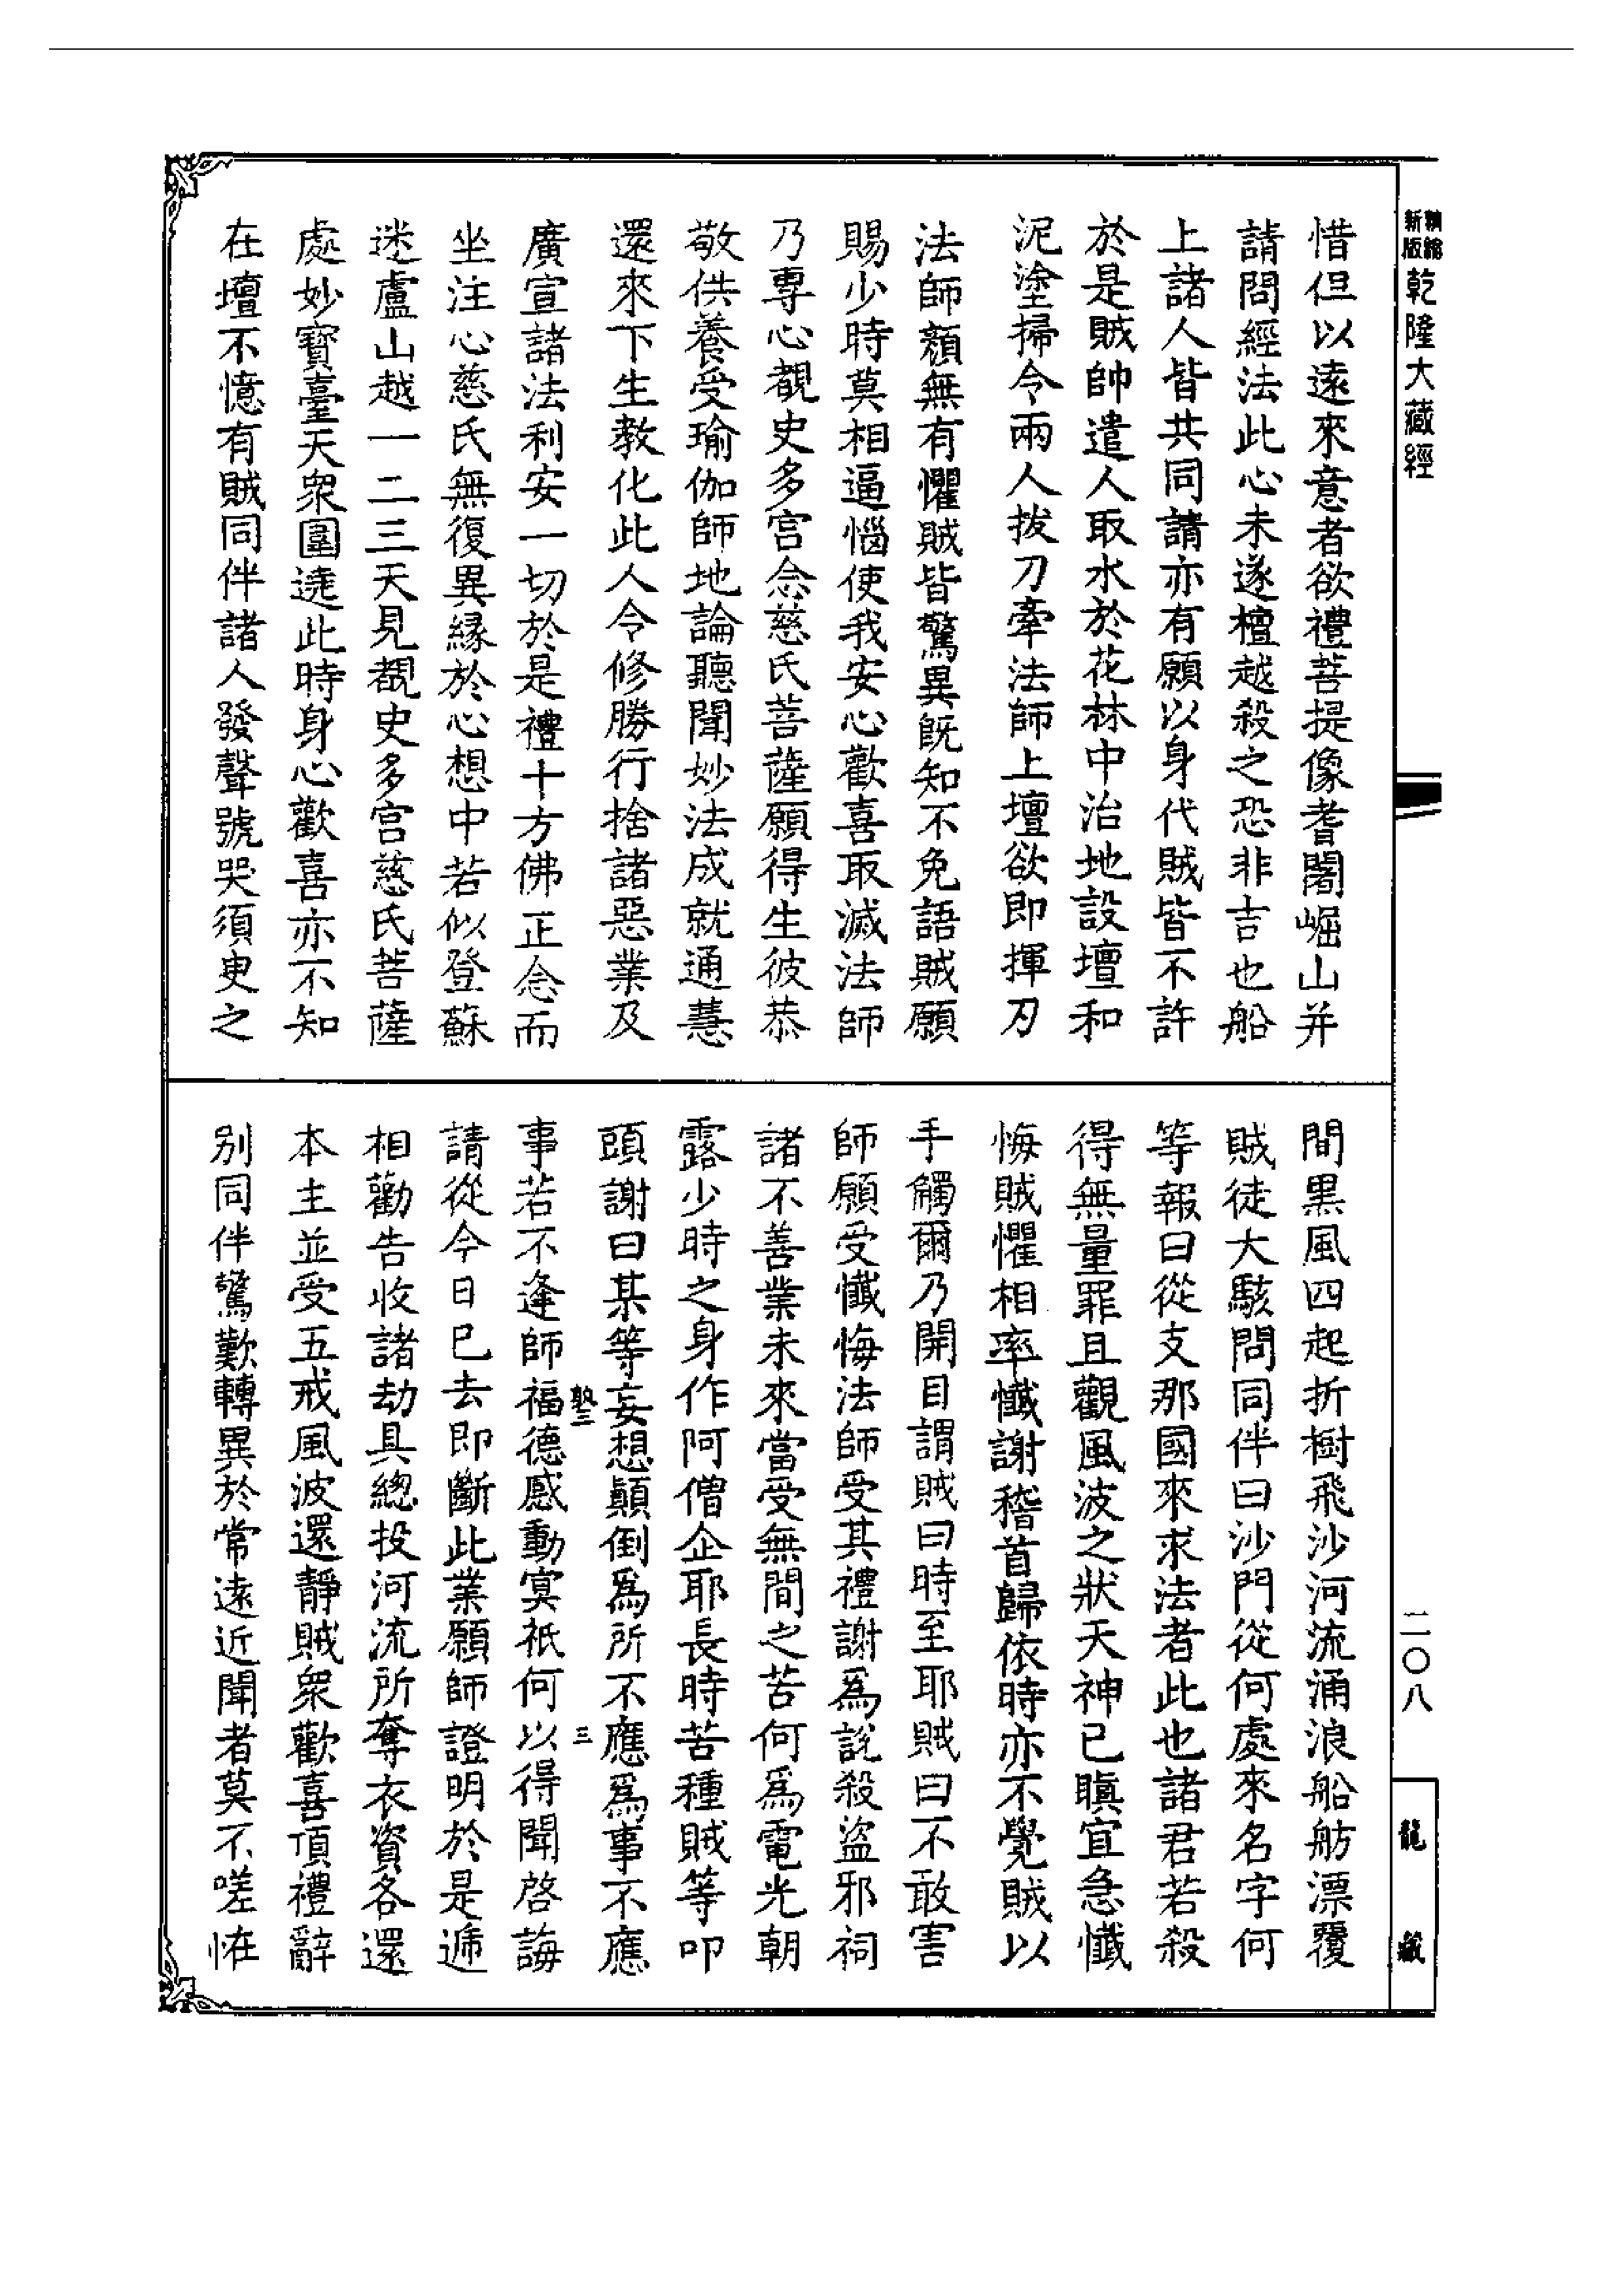 精縮
新版
乾隆大藏經
二〇八
龍藏
惜但以遠來意者欲禮菩提像耆闍崛山并
請問經法此心未遂檀越殺之恐非吉也船
上諸人皆共同請亦有願以身代賊皆不許
於是賊帥遣人取水於花林中治地設壇和
泥塗掃令兩人拔刀牽法師上壇欲即揮刃
法師顏無有懼賊皆驚異既知不免語賊願
賜少時莫相逼惱使我安心歡喜取滅法師
乃專心覩史多宮念慈氏菩薩願得生彼恭
敬供養受瑜伽師地論聽聞妙法成就通慧
還來下生教化此人令修勝行捨諸惡業及
廣宣諸法利安一切於是禮十方佛正念而
坐注心慈氏無復異緣於心想中若似登蘇
迷盧山越一二三天見覩史多宮慈氏菩薩
處妙寶臺天眾圍遶此時身心歡喜亦不知
在壇不憶有賊同伴諸人發聲號哭須臾之
間黑風四起折樹飛沙河流涌浪船舫漂覆
賊徒大駭問同伴曰沙門從何處來名字何
等報曰從支那國來求法者此也諸君若殺
得無量罪且觀風波之狀天神已瞋宜急懺
悔賊懼相率懺謝稽首歸依時亦不覺賊以
手觸爾乃開目謂賊曰時至耶賊曰不敢害
師願受懺悔法師受其禮謝為說殺盜邪祠
諸不善業未來當受無間之苦何為電光朝
露少時之身作阿僧企耶長時苦種賊等叩
頭謝曰某等妄想顛倒為所不應為事不應
事若不逢師福德感動冥祇何以得聞啓誨
請從今日已去即斷此業願師證明於是遞
相勸告收諸劫具總投河流所奪衣資各還
本主並受五戒風波還靜賊眾歡喜頂禮辭
別同伴驚歎轉異於常遠近聞者莫不嗟怪
三